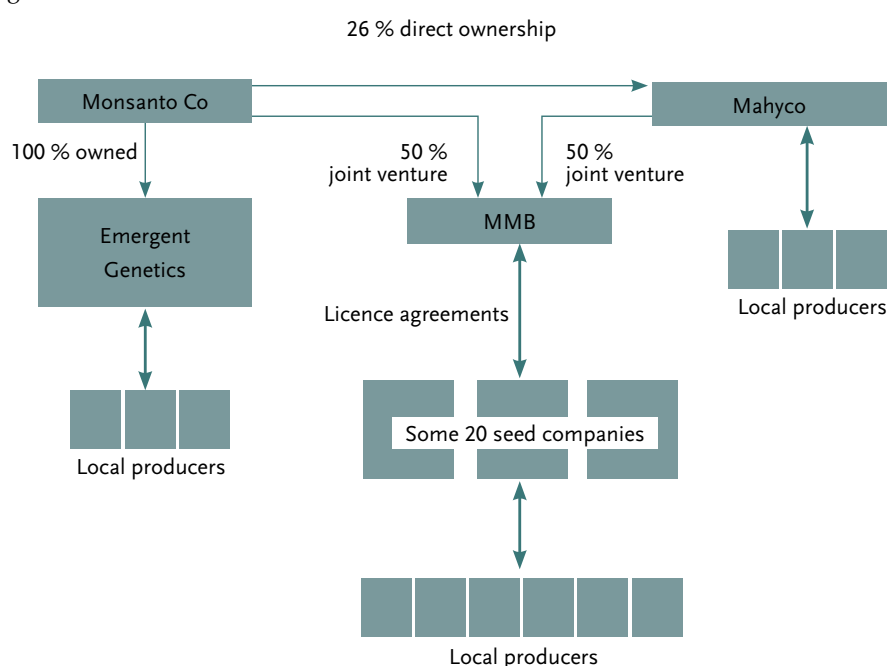 26 % direct ownership
Monsanto Co
Mahyco
100 % owned
50 %
joint venture
50 %
joint venture
Emergent
Genetics
MMB
Licence agreements
Local producers
Some 20 seed companies
Local producers
Local producers